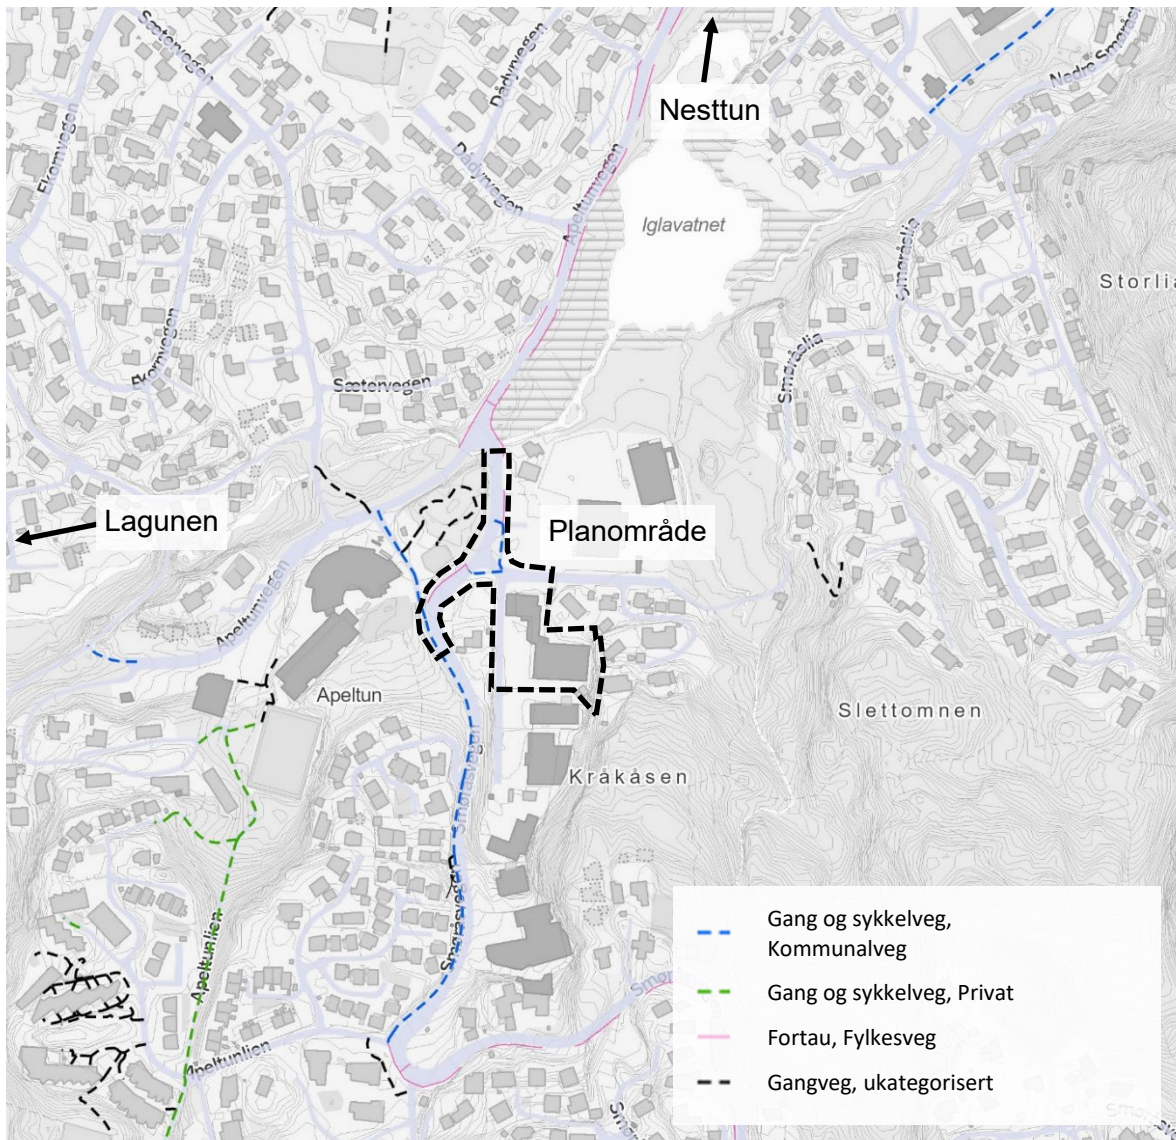 Sætervegen
Dådyrvegen
Nedre Smørås
Nesttun
Ekornvegen
Dådyrvegen
Apeltunvegen
Iglavatnet
Smøråslia
Storlia
Ekornvegen
Sætervegen
Smøråslia
Lagunen
Planområde
Apeltunvegen
Apeltun
Slettomnen
Kråkåsen
Smøråsvegen
Smøråsvegen
Apeltunlien
Apeltunlien
Gang og sykkelveg,
Kommunalveg
Gang og sykkelveg, Privat
Fortau, Fylkesveg
Gangveg, ukategorisert